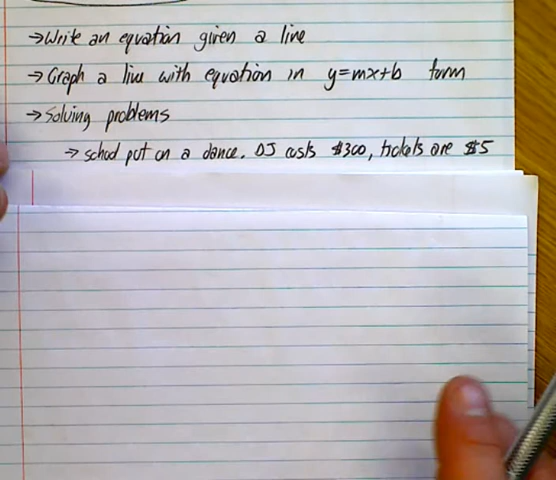 →Write an equation given a line
→Graph a line with equation in y=mx+b form
→Solving problems
→ school put on a dance. DJ costs $300, tickets are $5